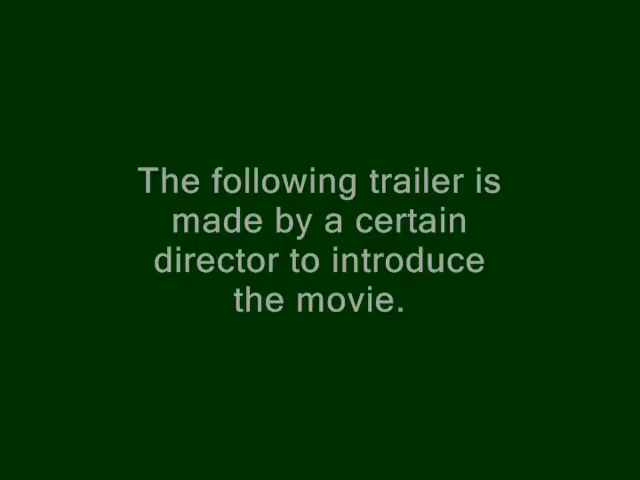 The following trailer is
made by a certain
director to introduce
the movie.